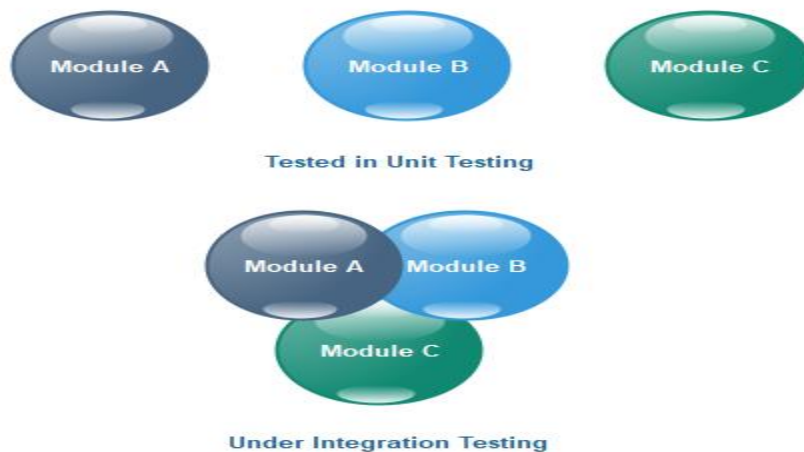 Module A
Module B
Module C
Tested in Unit Testing
Module A
Module B
Module C
Under Integration Testing